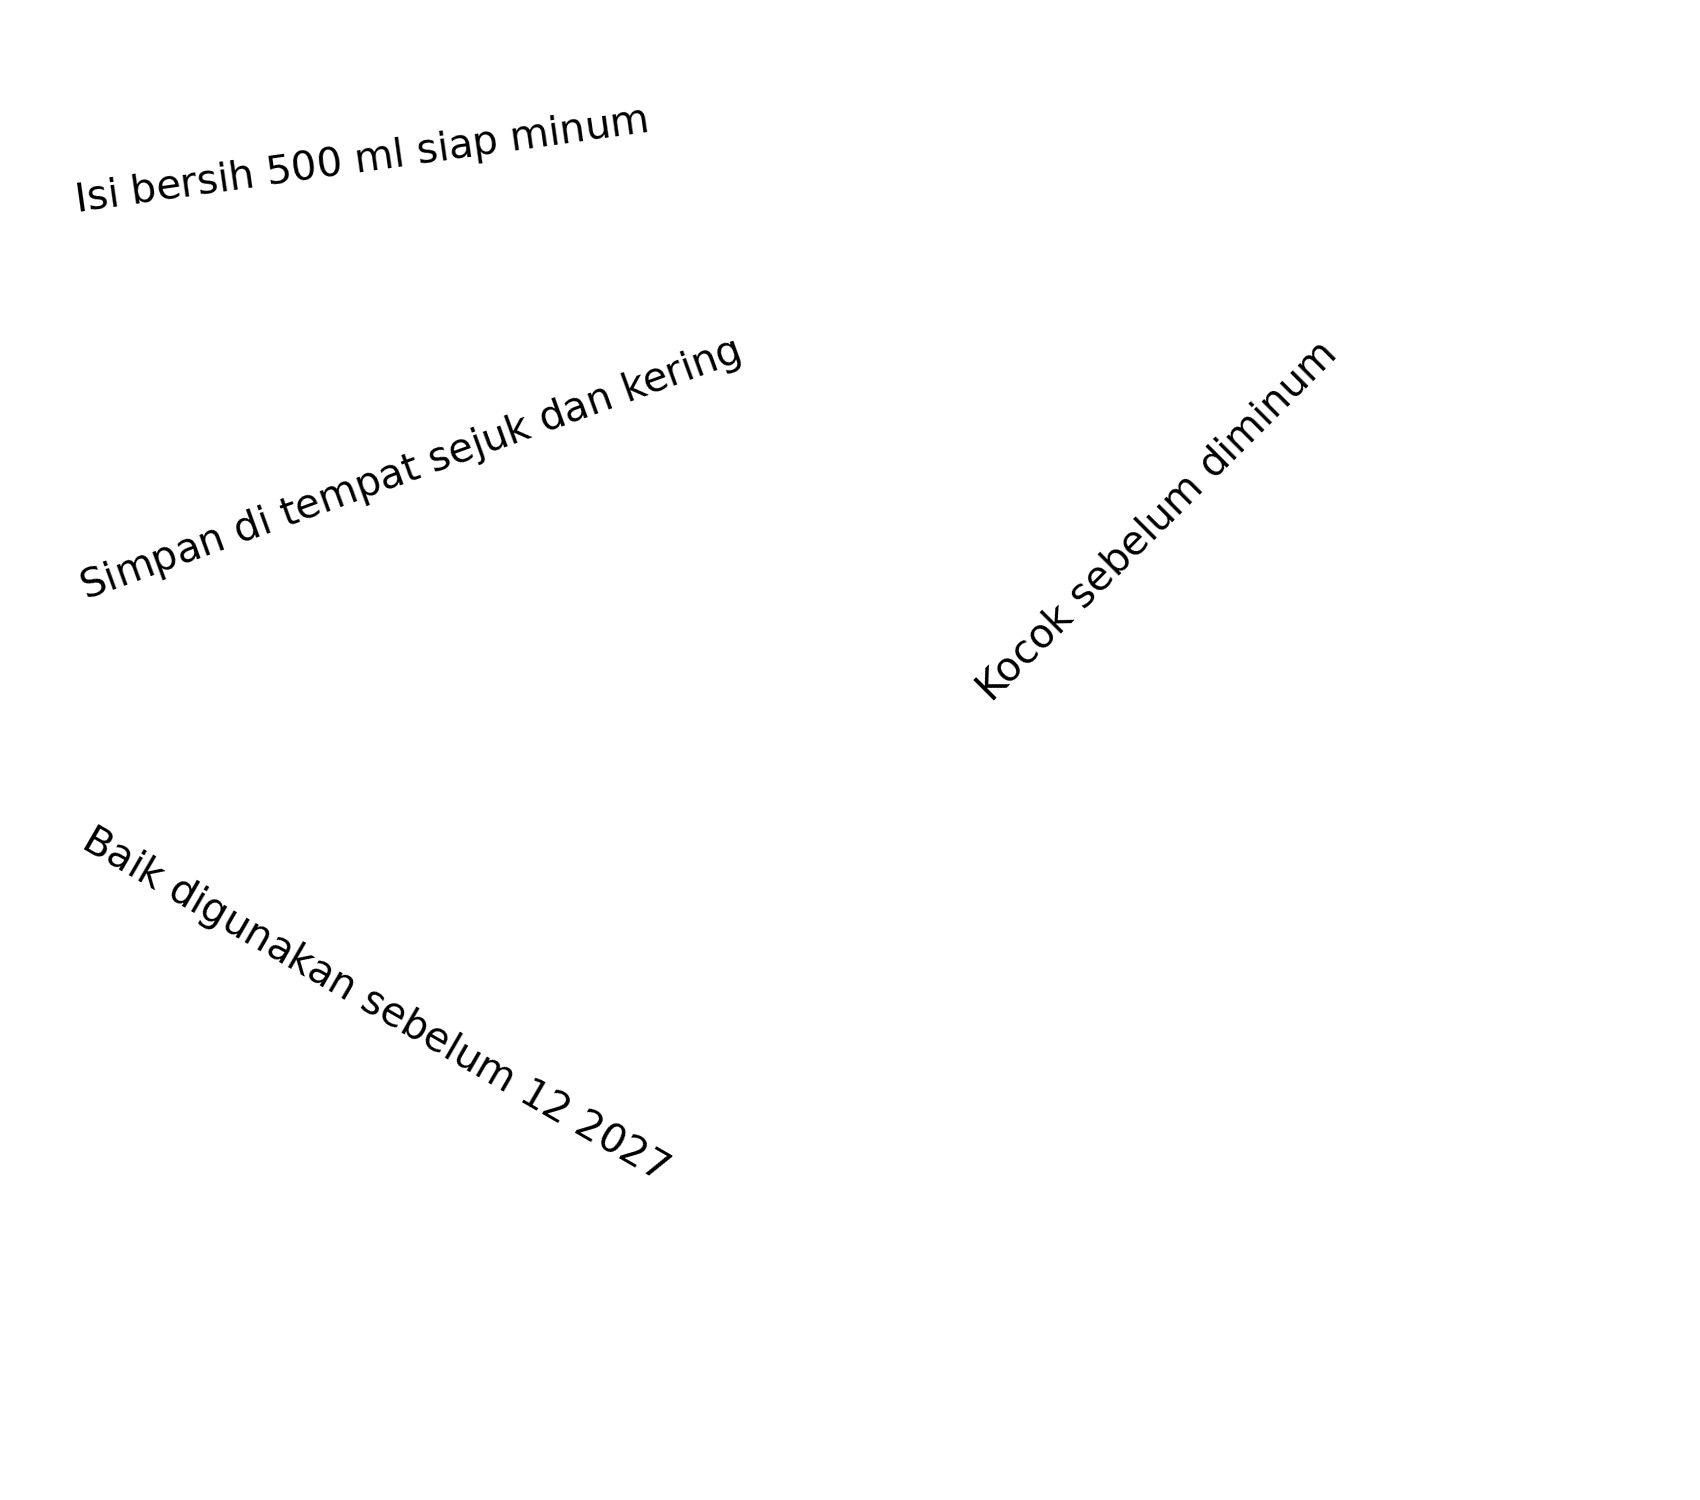 Isi bersih 500 ml siap minum
Simpan di tempat sejuk dan kering
Kocok sebelum diminum
Baik digunakan sebelum 12 2027